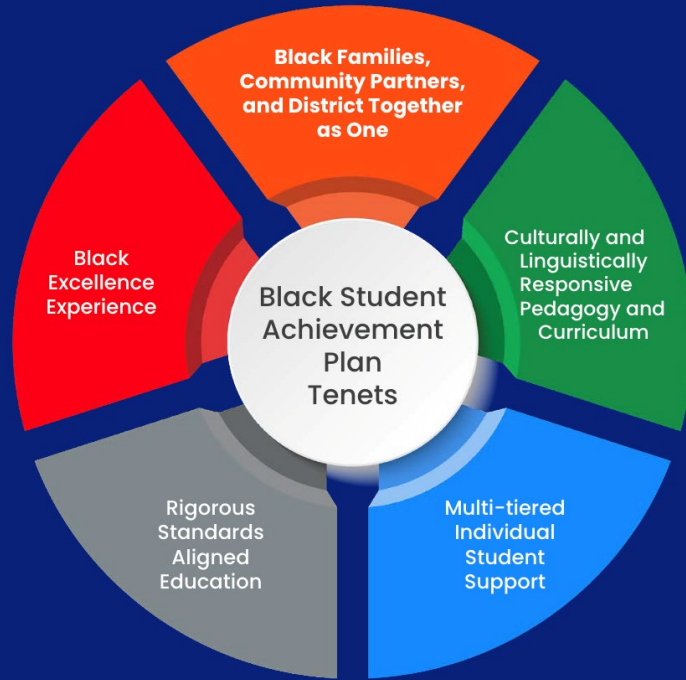 Black Families,
Community Partners,
and District Together
as One
Culturally and
Linguistically
Responsive
Pedagogy and
Curriculum
Multi-tiered
Individual
Student
Support
Rigorous
Standards
Aligned
Education
Black
Excellence
Experience
Black Student
Achievement
Plan
Tenets